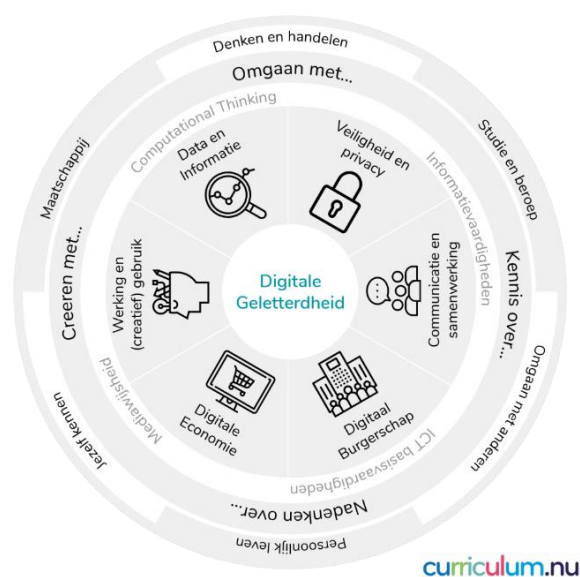 Denken en handelen
Omgaan met...
Computational Thinking
Data en
Informatie
Veiligheid en
privacy
Maatschappij
Studie en beroep
Informatievaardigheden
Creeren met...
Werking en
(creatief) gebruik
Digitale
Geletterdheid
Communicatie en
samenwerking
Kennis over...
Digitale
Economie
Digitaal
Burgerschap
Mediawijsheid
ICT basisvaardigheden
Jezelf kennen
Omgaan met anderen
Nadenken over...
Persoonlijk leven
curriculum.nu